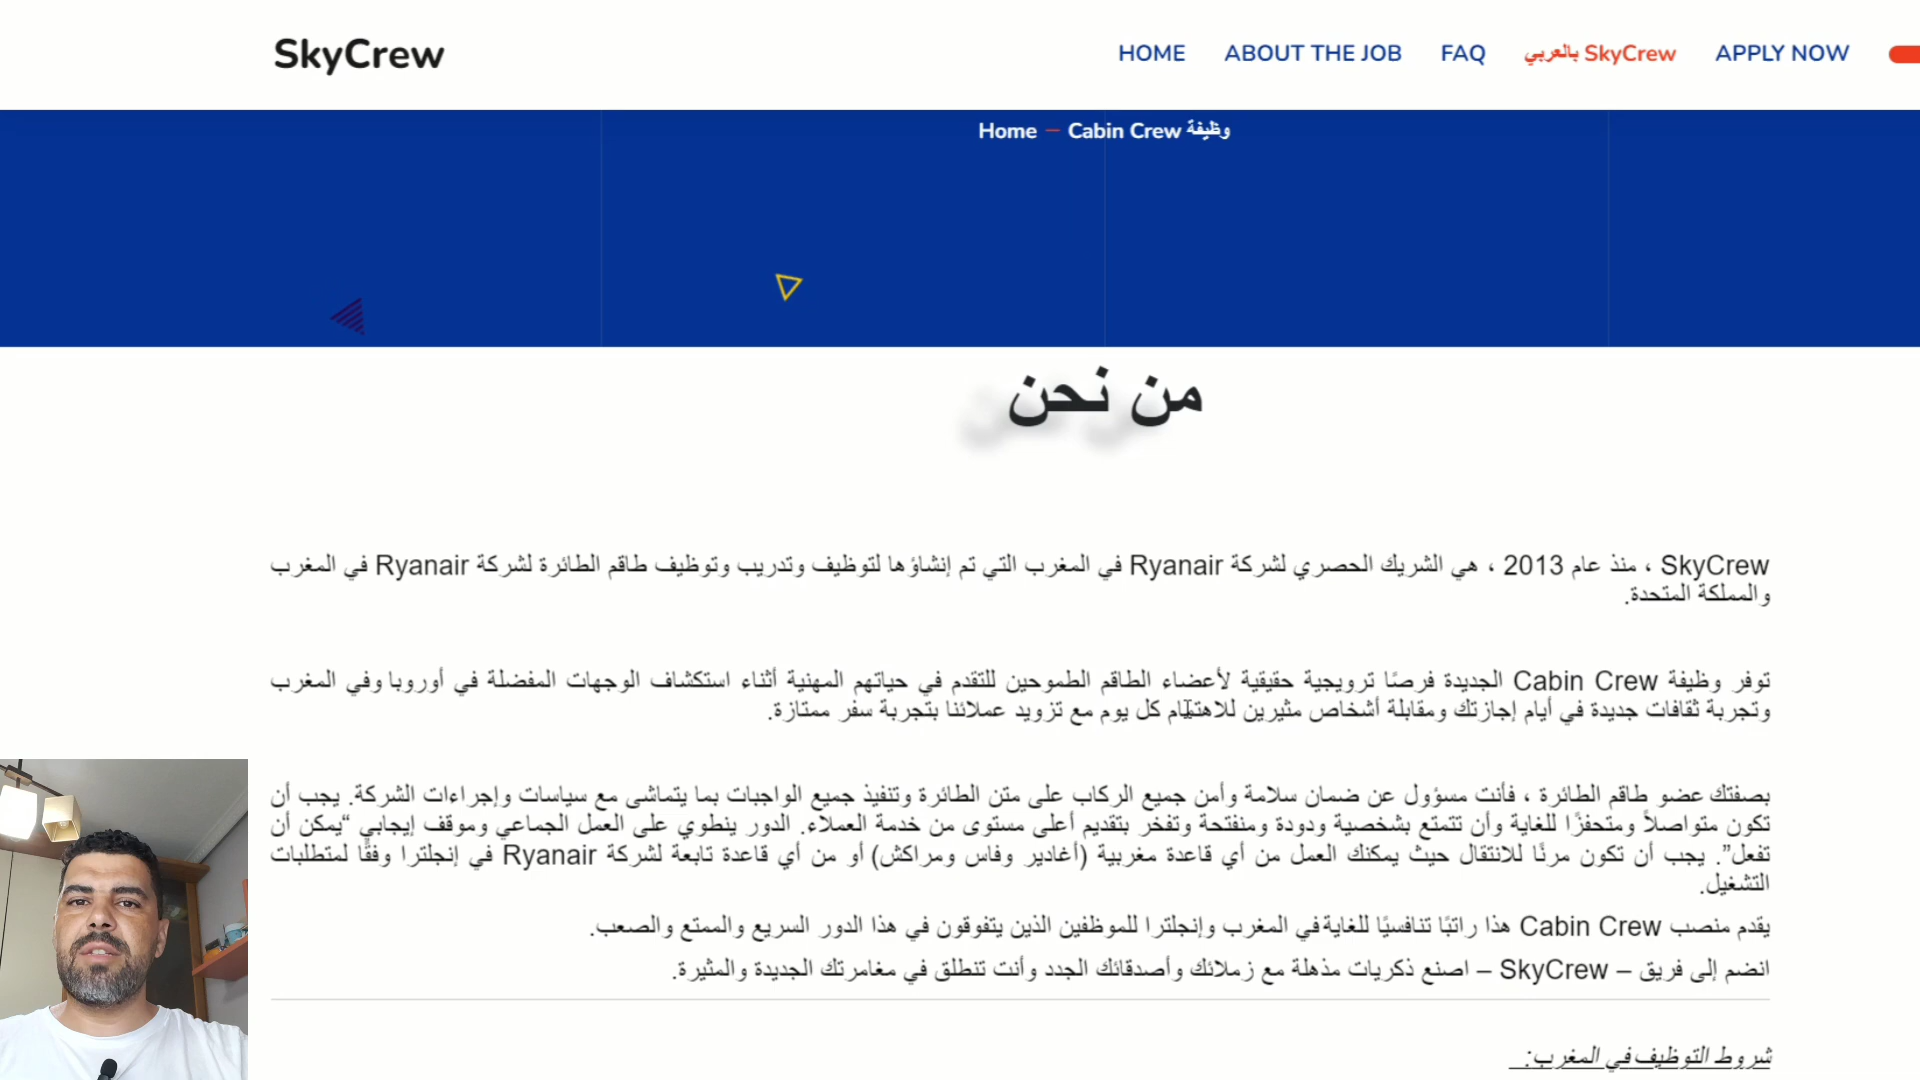 SkyCrew
HOME
ABOUT THE JOB
FAQ
SkyCrew بالعربي
APPLY NOW
Home – Cabin Crew وظيفة
من نحن
SkyCrew ، منذ عام 2013 ، هي الشريك الحصري لشركة Ryanair في المغرب التي تم إنشاؤها لتوظيف وتدريب وتوظيف طاقم الطائرة لشركة Ryanair في المغرب
والمملكة المتحدة.
توفر وظيفة Cabin Crew الجديدة فرصًا ترويجية حقيقية لأعضاء الطاقم الطموحين للتقدم في حياتهم المهنية أثناء استكشاف الوجهات المفضلة في أوروبا وفي المغرب
وتجربة ثقافات جديدة في أيام إجازتك ومقابلة أشخاص مثيرين للاهتمام كل يوم مع تزويد عملائنا بتجربة سفر ممتازة.
بصفتك عضو طاقم الطائرة ، فأنت مسؤول عن ضمان سلامة وأمن جميع الركاب على متن الطائرة وتنفيذ جميع الواجبات بما يتماشى مع سياسات وإجراءات الشركة. يجب أن
تكون متواصلاً ومتحفزًا للغاية وأن تتمتع بشخصية ودودة ومنفتحة وتفخر بتقديم أعلى مستوى من خدمة العملاء. الدور ينطوي على العمل الجماعي وموقف إيجابي “يمكن أن
تفعل”. يجب أن تكون مرنًا للانتقال حيث يمكنك العمل من أي قاعدة مغربية (أغادير وفاس ومراكش) أو من أي قاعدة تابعة لشركة Ryanair في إنجلترا وفقًا لمتطلبات
التشغيل.
يقدم منصب Cabin Crew هذا راتبًا تنافسيًا للغاية في المغرب وإنجلترا للموظفين الذين يتفوقون في هذا الدور السريع والممتع والصعب.
انضم إلى فريق – SkyCrew – اصنع ذكريات مذهلة مع زملائك وأصدقائك الجدد وأنت تنطلق في مغامرتك الجديدة والمثيرة.
شروط التوظيف في المغرب: